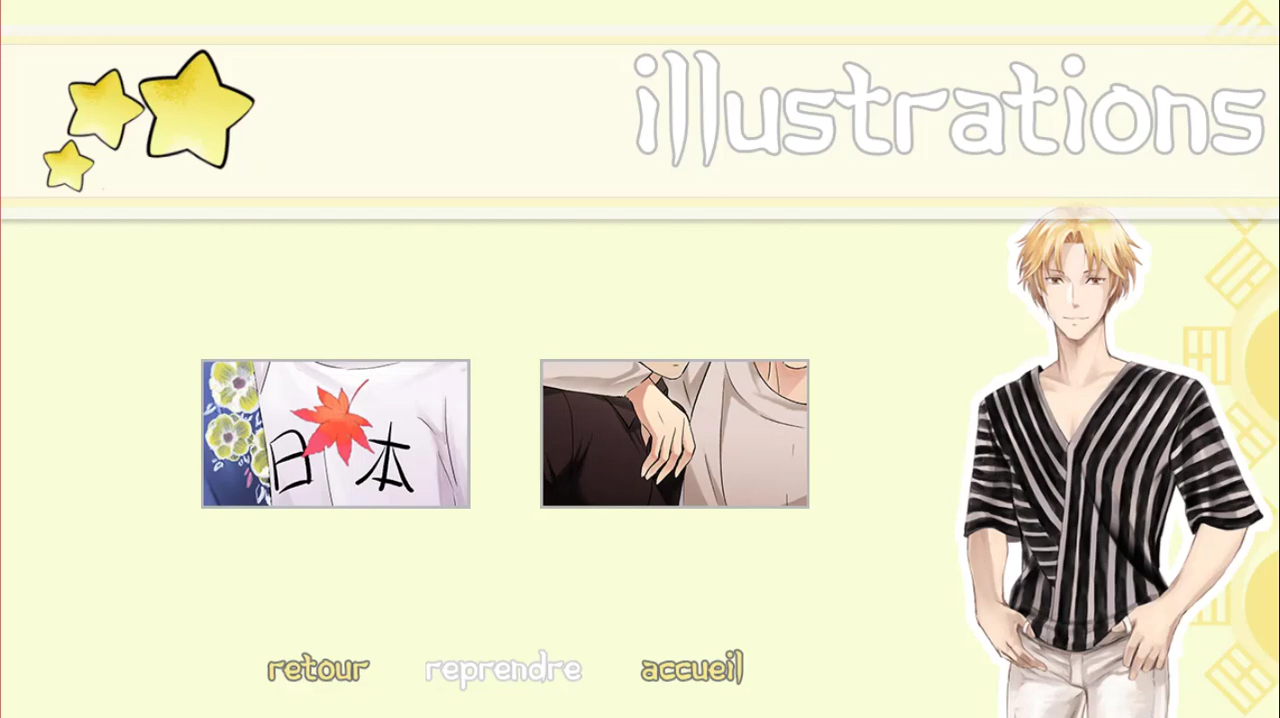 illustrations
日本
retour reprendre accueil